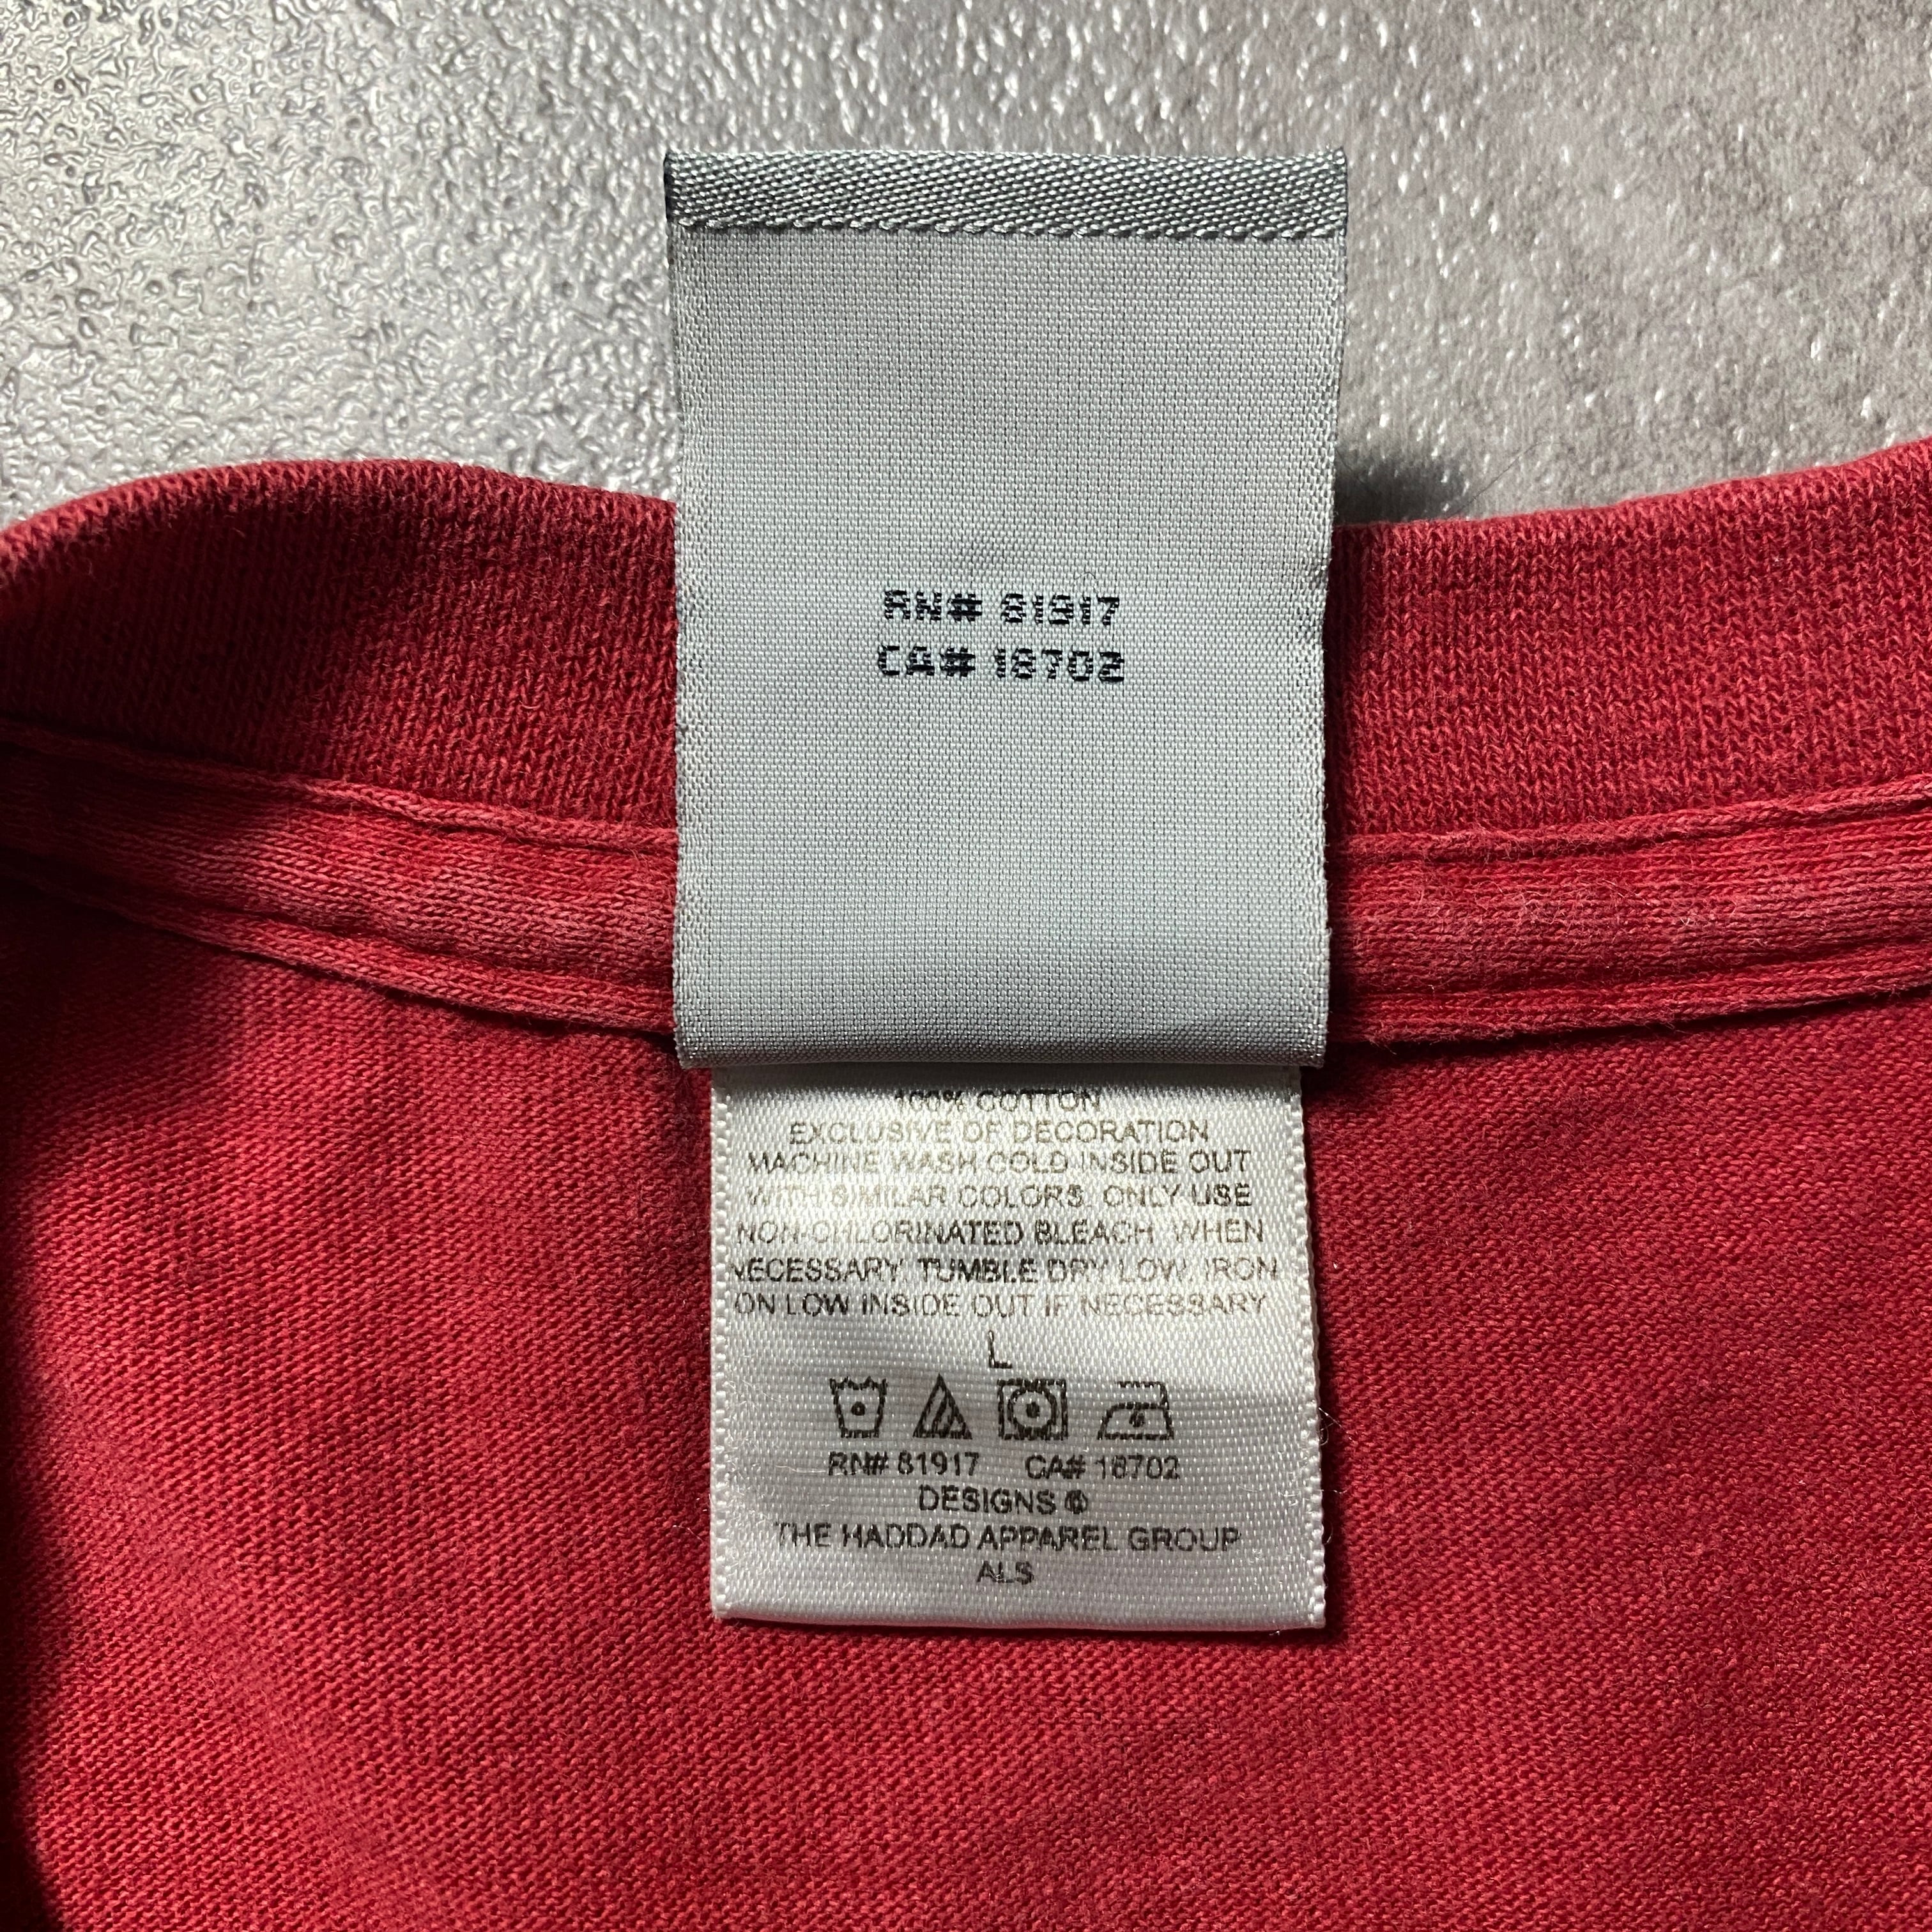 RN# 81917
CA# 18702
100% COTTON
EXCLUSIVE OF DECORATION
MACHINE WASH COLD INSIDE OUT
WITH SIMILAR COLORS. ONLY USE
NON-CHLORINATED BLEACH WHEN
NECESSARY. TUMBLE DRY LOW. IRON
ON LOW INSIDE OUT IF NECESSARY
L
RN# 81917 CA# 18702
DESIGNS ©
THE HADDAD APPAREL GROUP
ALS